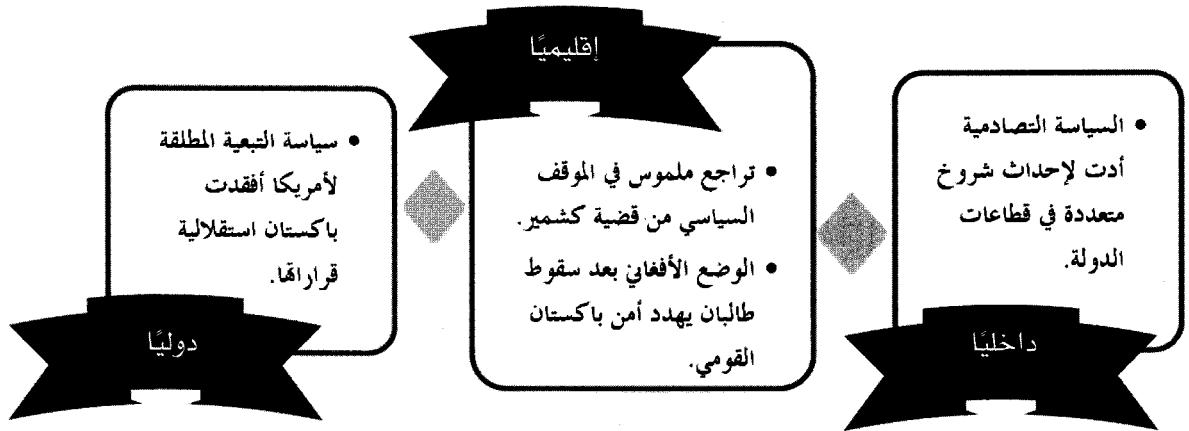 إقليميًا
• السياسة التصادمية
أدت لإحداث شروخ
متعددة في قطاعات
الدولة.
داخليًا
• تراجع ملموس في الموقف
السياسي من قضية كشمير.
• الوضع الأفغاني بعد سقوط
طالبان يهدد أمن باكستان
القومي.
• سياسة التبعية المطلقة
لأمريكا أفقدت
باكستان استقلالية
قراراتها.
دوليًا